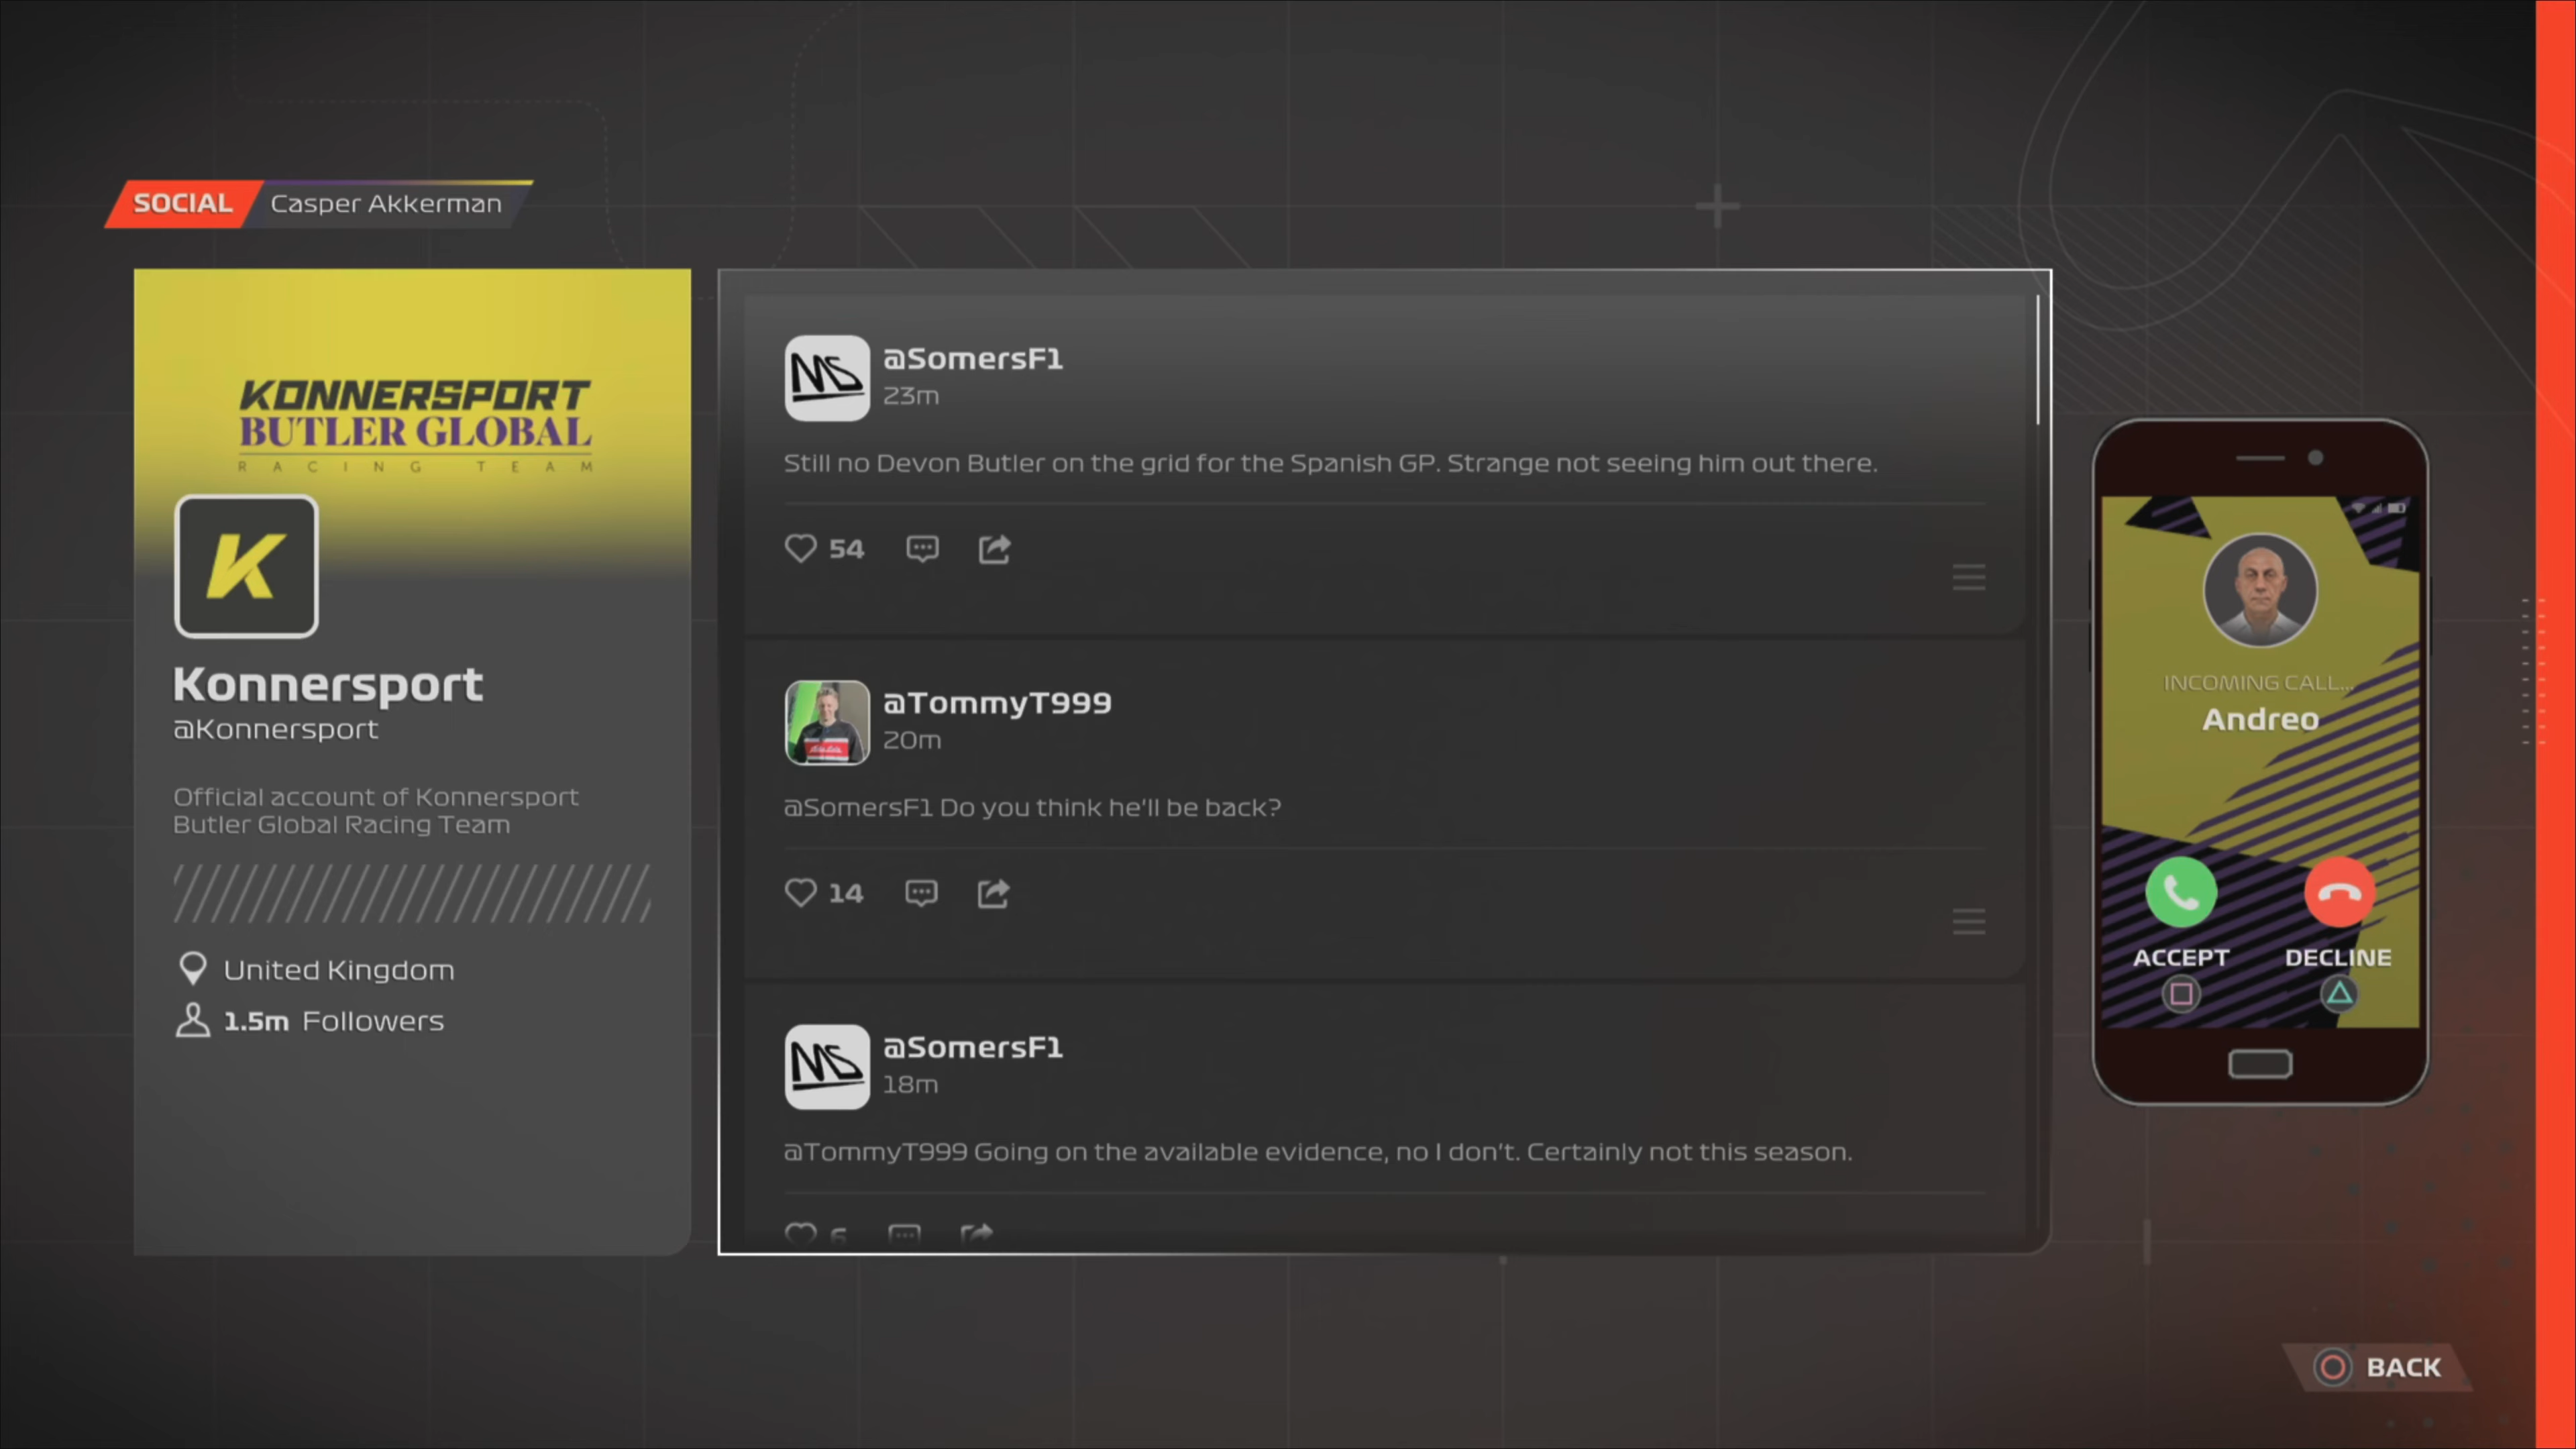 SOCIAL Casper Akkerman
KONNERSPORT
BUTLER GLOBAL
RACING TEAM
K
Konnersport
@Konnersport
Official account of Konnersport
Butler Global Racing Team
United Kingdom
1.5m Followers
MS
@SomersF1
23m
Still no Devon Butler on the grid for the Spanish GP. Strange not seeing him out there.
54
@TommyT999
20m
@SomersF1 Do you think he'll be back?
14
MS
@SomersF1
18m
@TommyT999 Going on the available evidence, no I don't. Certainly not this season.
6
INCOMING CALL...
Andreo
ACCEPT DECLINE
BACK